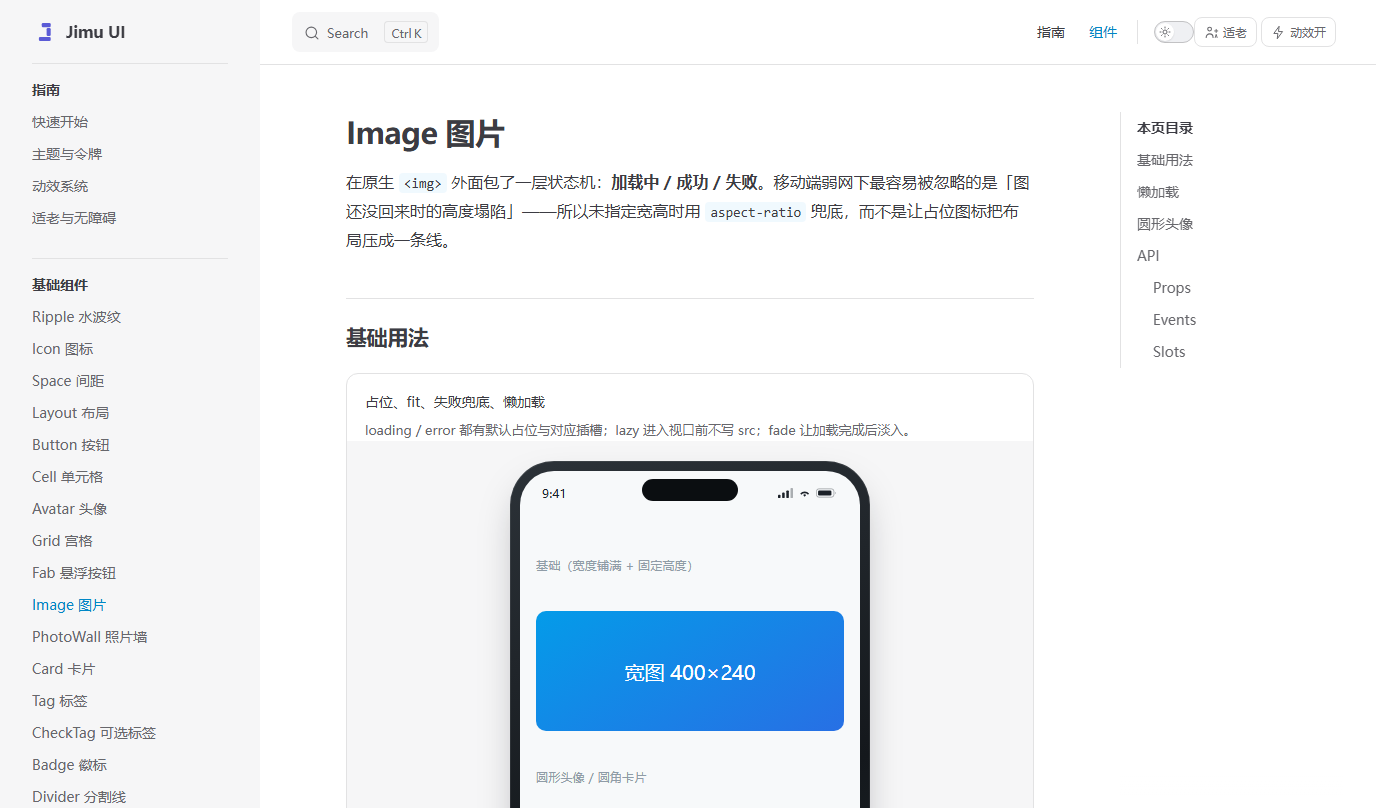 Jimu UI
Search Ctrl K
指南 组件 适老 动效开
指南
快速开始
主题与令牌
动效系统
适老与无障碍
基础组件
Ripple 水波纹
Icon 图标
Space 间距
Layout 布局
Button 按钮
Cell 单元格
Avatar 头像
Grid 宫格
Fab 悬浮按钮
Image 图片
PhotoWall 照片墙
Card 卡片
Tag 标签
CheckTag 可选标签
Badge 徽标
Divider 分割线
Image 图片
在原生 <img> 外面包了一层状态机：加载中 / 成功 / 失败。移动端弱网下最容易被忽略的是「图
还没回来时的高度塌陷」——所以未指定宽高时用 aspect-ratio 兜底，而不是让占位图标把布
局压成一条线。
基础用法
占位、fit、失败兜底、懒加载
loading / error 都有默认占位与对应插槽；lazy 进入视口前不写 src；fade 让加载完成后淡入。
9:41
基础（宽度铺满 + 固定高度）
宽图 400×240
圆形头像 / 圆角卡片
本页目录
基础用法
懒加载
圆形头像
API
Props
Events
Slots